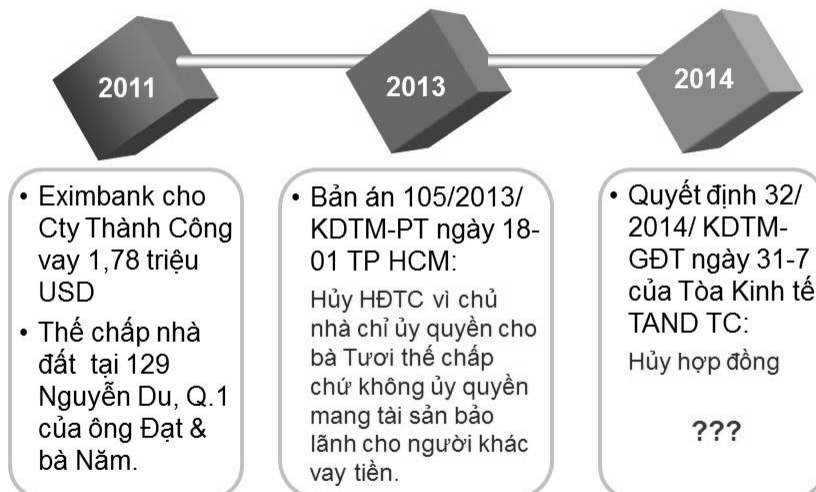 2011
2013
2014
• Eximbank cho
Cty Thành Công
vay 1,78 triệu
USD
• Thế chấp nhà
đất tại 129
Nguyễn Du, Q.1
của ông Đạt &
bà Năm.
• Bản án 105/2013/
KDTM-PT ngày 18-
01 TP HCM:
Hủy HĐTC vì chủ
nhà chỉ ủy quyền cho
bà Tươi thế chấp
chứ không ủy quyền
mang tài sản bảo
lãnh cho người khác
vay tiền.
• Quyết định 32/
2014/ KDTM-
GĐT ngày 31-7
của Tòa Kinh tế
TAND TC:
Hủy hợp đồng
???